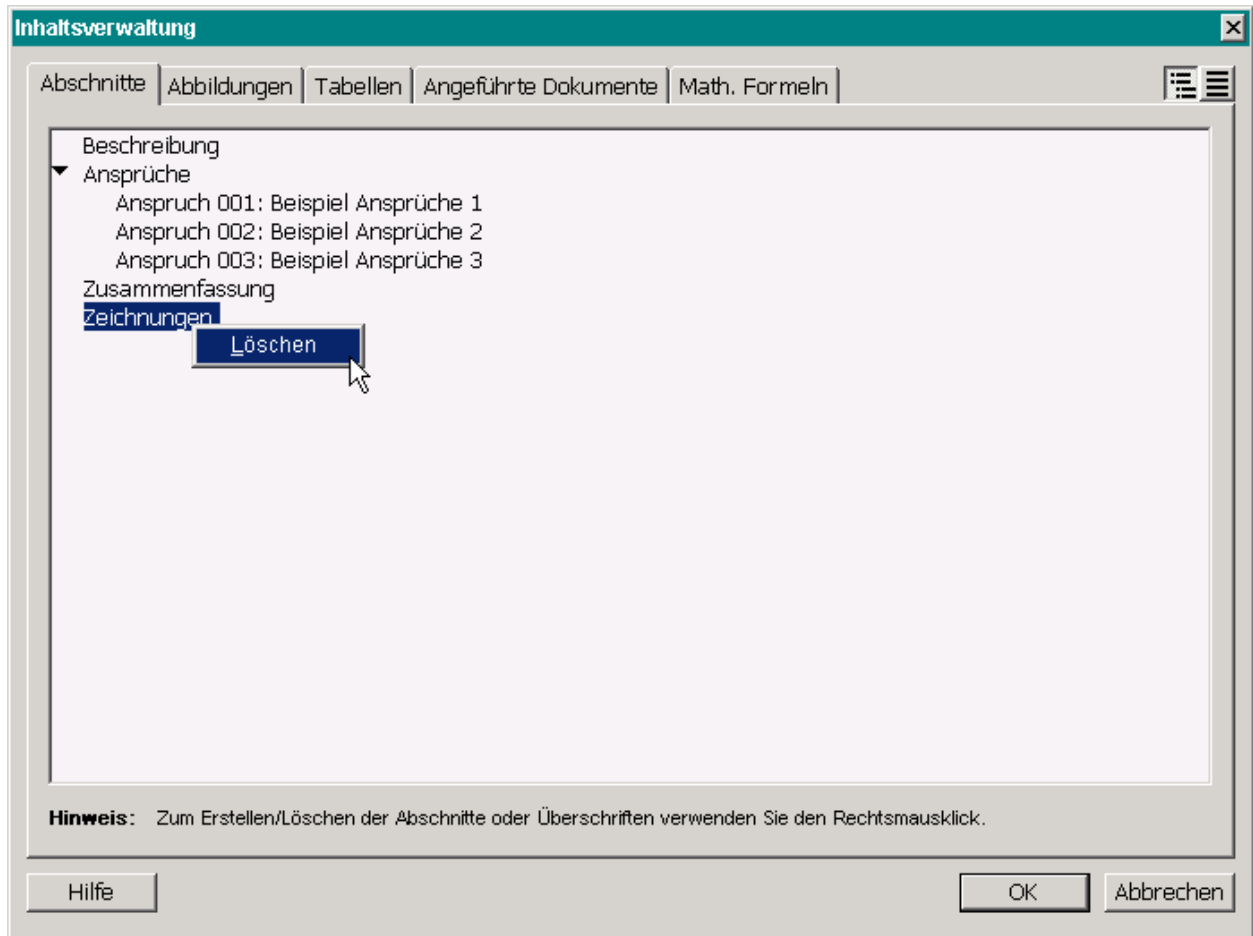 Inhaltsverwaltung
Abschnitte Abbildungen Tabellen Angeführte Dokumente Math. Formeln
Beschreibung
Ansprüche
Anspruch 001: Beispiel Ansprüche 1
Anspruch 002: Beispiel Ansprüche 2
Anspruch 003: Beispiel Ansprüche 3
Zusammenfassung
Zeichnungen
Löschen
Hinweis: Zum Erstellen/Löschen der Abschnitte oder Überschriften verwenden Sie den Rechtsmausklick.
Hilfe OK Abbrechen